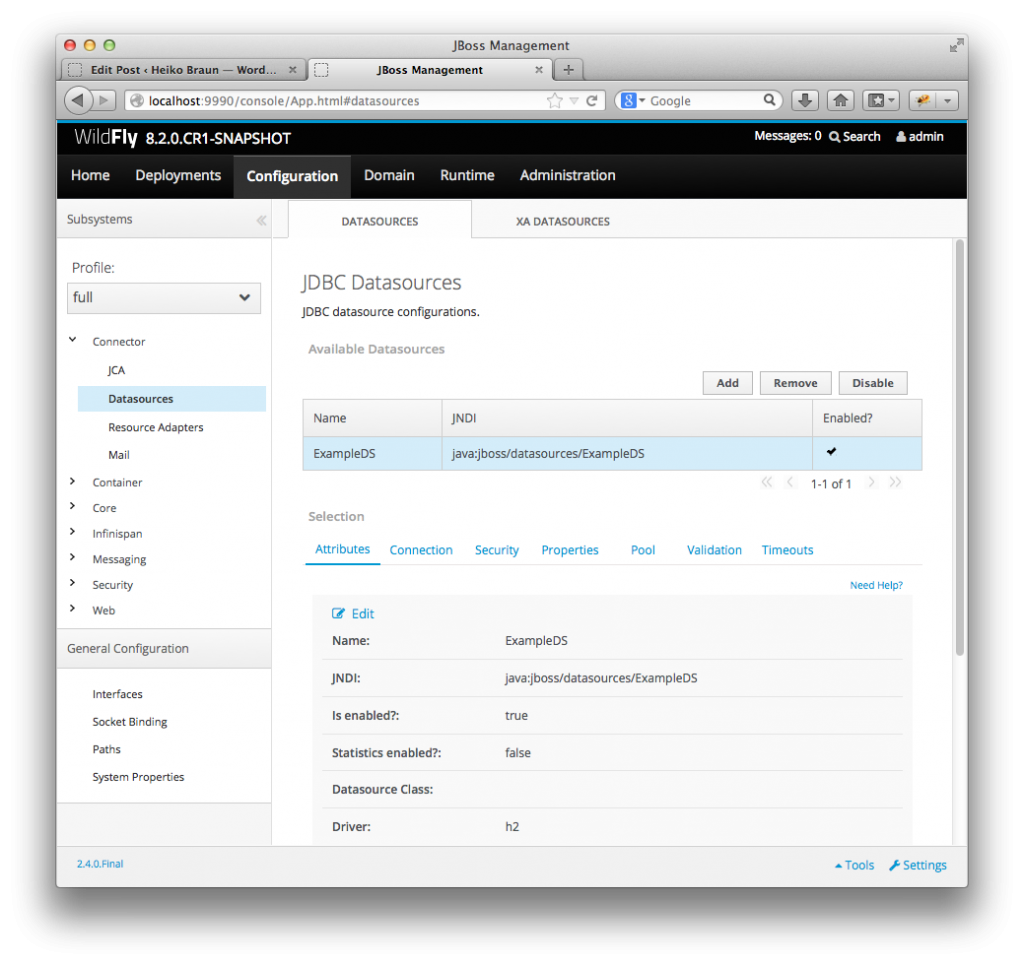 JBoss Management
Edit Post ‹ Heiko Braun — Word...
JBoss Management
localhost:9990/console/App.html#datasources
8
Google
WildFly 8.2.0.CR1-SNAPSHOT
Messages: 0 Search admin
Home Deployments Configuration Domain Runtime Administration
Subsystems
DATASOURCES XA DATASOURCES
Profile:
full
Connector
JCA
Datasources
Resource Adapters
Mail
Container
Core
Infinispan
Messaging
Security
Web
General Configuration
Interfaces
Socket Binding
Paths
System Properties
JDBC Datasources
JDBC datasource configurations.
Available Datasources
Add Remove Disable
Name JNDI Enabled?
ExampleDS java:jboss/datasources/ExampleDS
1-1 of 1
Selection
Attributes Connection Security Properties Pool Validation Timeouts
Need Help?
Edit
Name: ExampleDS
JNDI: java:jboss/datasources/ExampleDS
Is enabled?: true
Statistics enabled?: false
Datasource Class:
Driver: h2
2.4.0.Final
Tools Settings